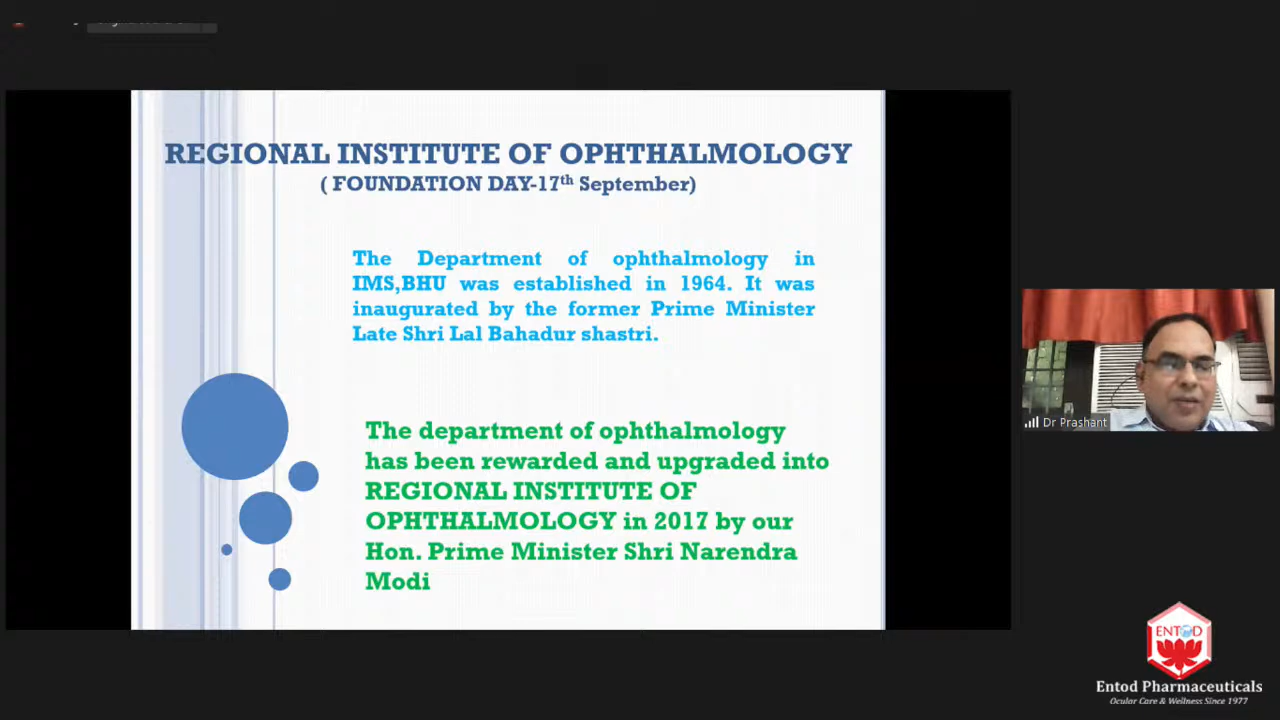 REGIONAL INSTITUTE OF OPHTHALMOLOGY
( FOUNDATION DAY-17th September)
The Department of ophthalmology in
IMS,BHU was established in 1964. It was
inaugurated by the former Prime Minister
Late Shri Lal Bahadur shastri.
The department of ophthalmology
has been rewarded and upgraded into
REGIONAL INSTITUTE OF
OPHTHALMOLOGY in 2017 by our
Hon. Prime Minister Shri Narendra
Modi
Dr Prashant
ENTOD
Entod Pharmaceuticals
Ocular Care & Wellness Since 1977